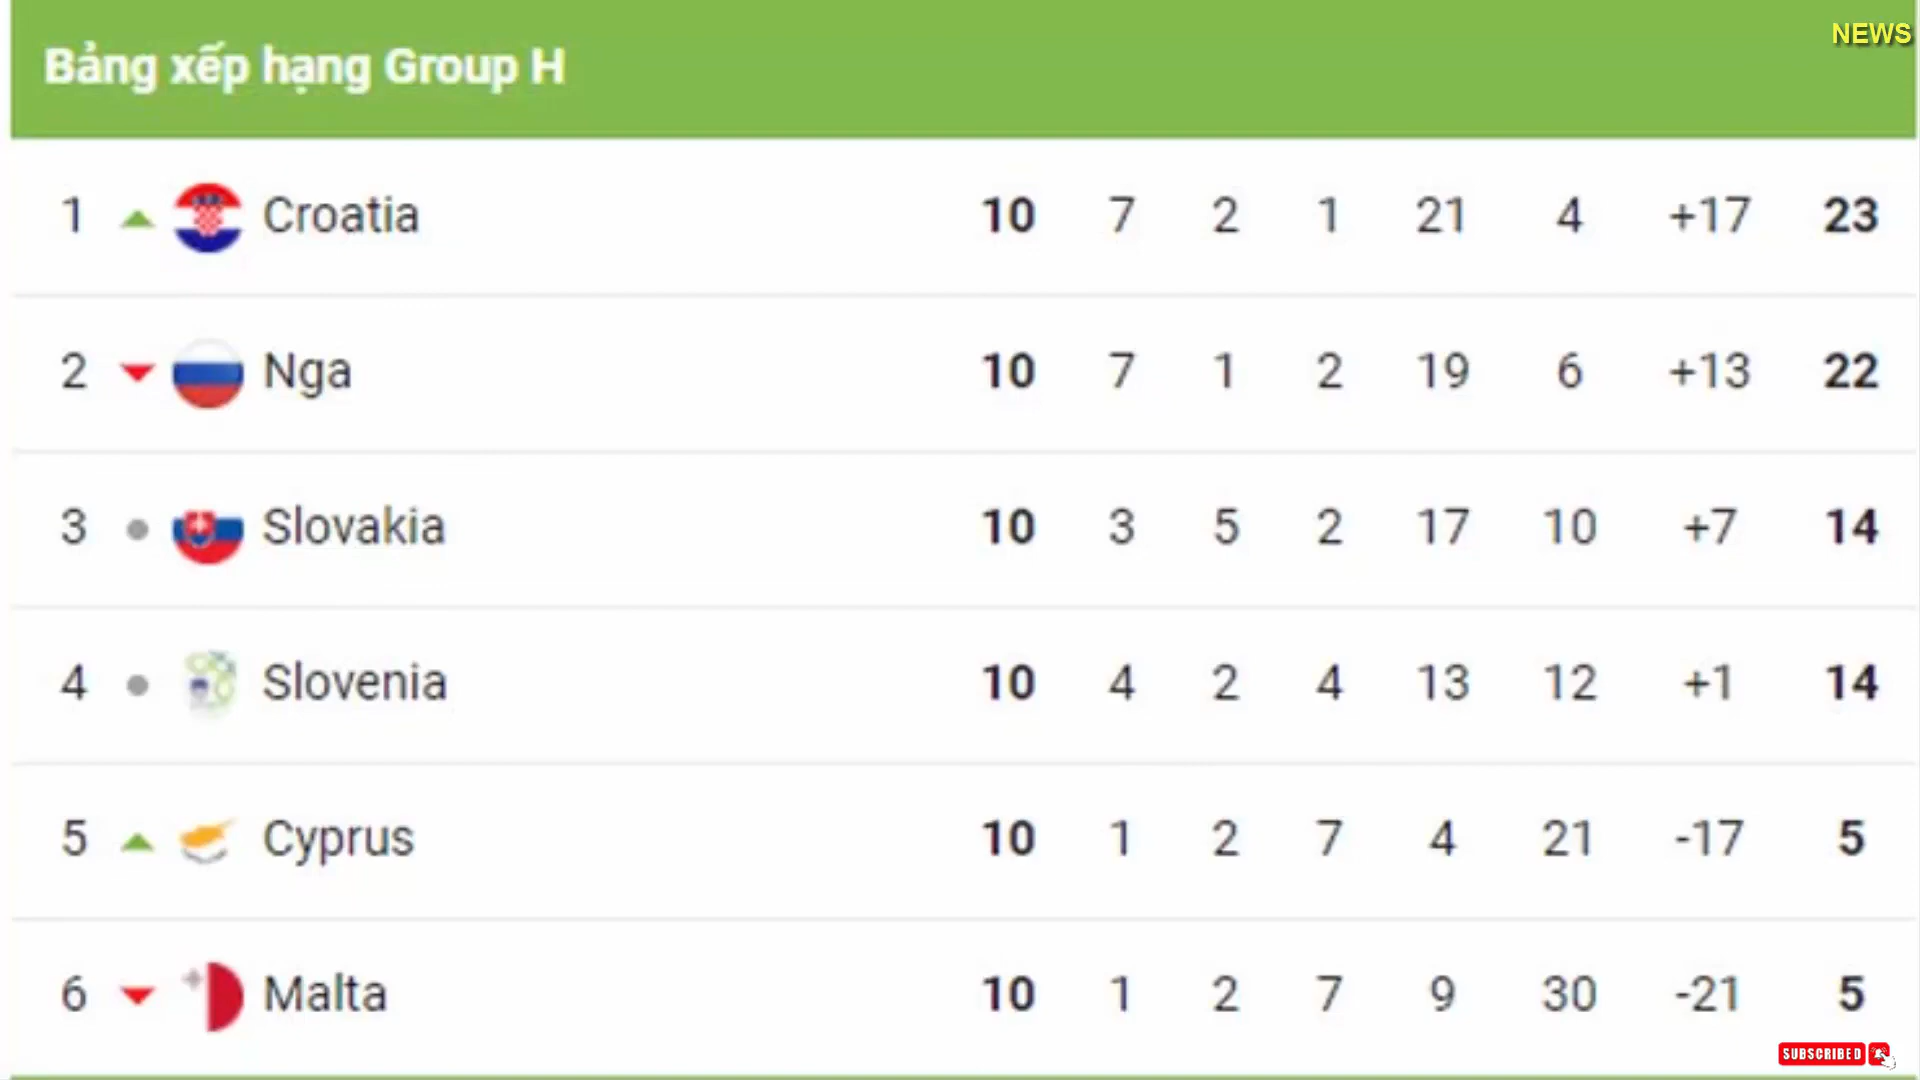 NEWS
Bảng xếp hạng Group H
1 Croatia 10 7 2 1 21 4 +17 23
2 Nga 10 7 1 2 19 6 +13 22
3 Slovakia 10 3 5 2 17 10 +7 14
4 Slovenia 10 4 2 4 13 12 +1 14
5 Cyprus 10 1 2 7 4 21 -17 5
6 Malta 10 1 2 7 9 30 -21 5
SUBSCRIBED